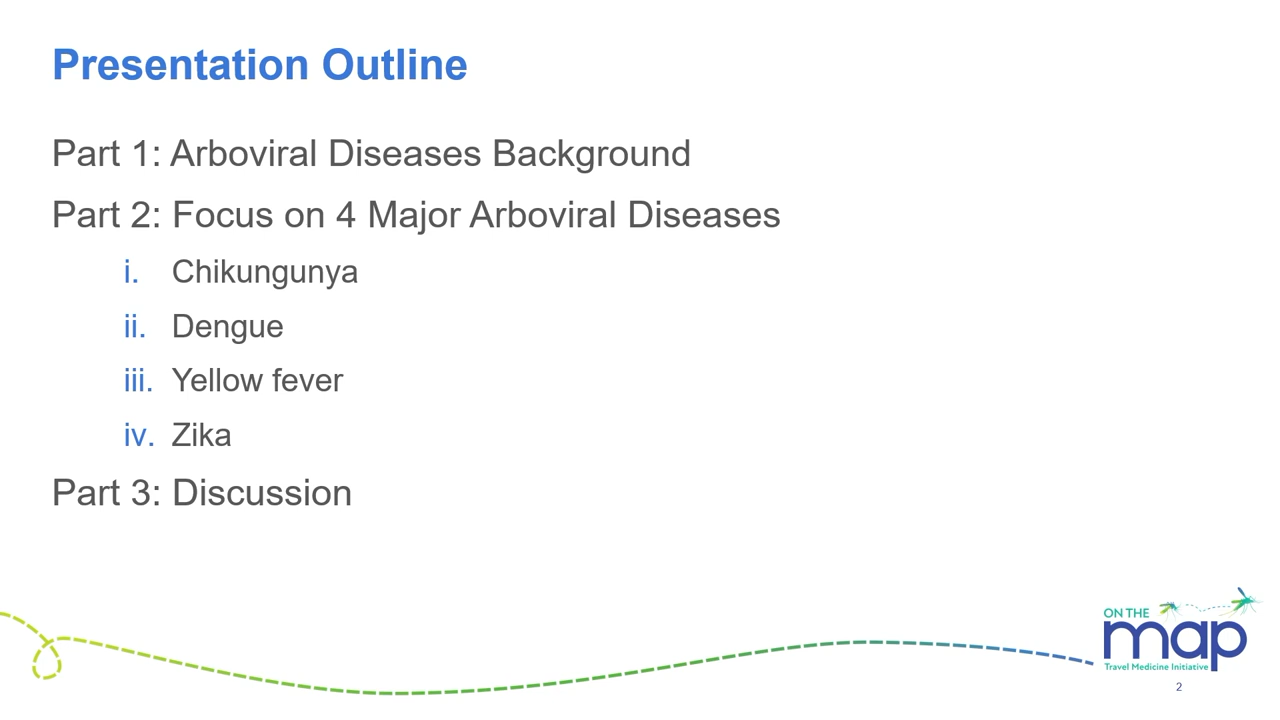 Presentation Outline
Part 1: Arboviral Diseases Background
Part 2: Focus on 4 Major Arboviral Diseases
i. Chikungunya
ii. Dengue
iii. Yellow fever
iv. Zika
Part 3: Discussion
ON THE
map
Travel Medicine Initiative
2